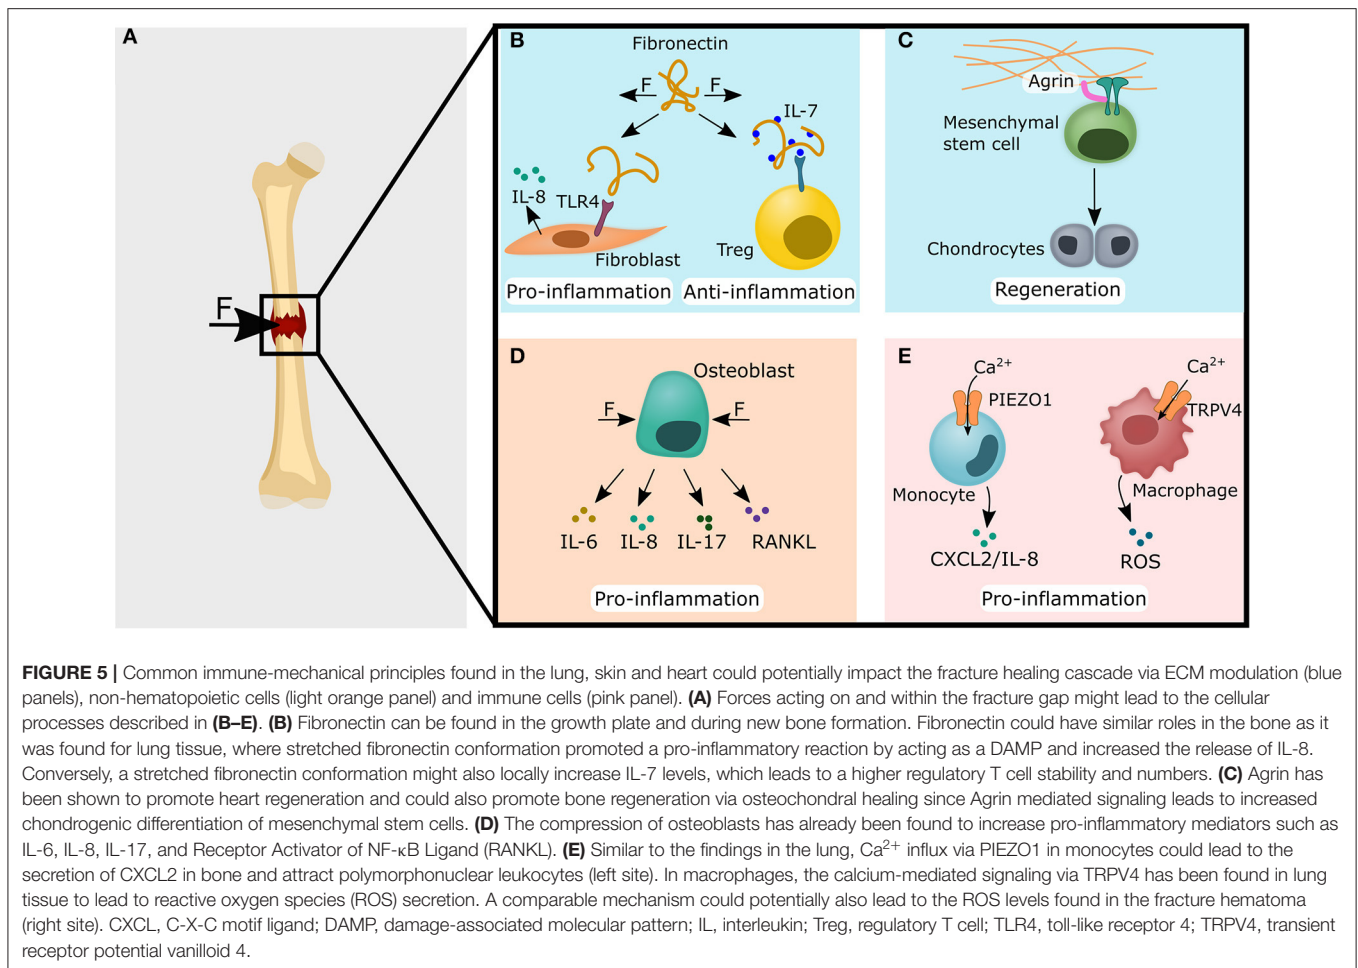 A
F
B
Fibronectin
F
F
IL-7
IL-8
TLR4
Fibroblast
Treg
Pro-inflammation
Anti-inflammation
C
Agrin
Mesenchymal
stem cell
Chondrocytes
Regeneration
D
Osteoblast
F
F
IL-6
IL-8
IL-17
RANKL
Pro-inflammation
E
Ca²⁺
PIEZO1
Monocyte
CXCL2/IL-8
Ca²⁺
TRPV4
Macrophage
ROS
Pro-inflammation
FIGURE 5 | Common immune-mechanical principles found in the lung, skin and heart could potentially impact the fracture healing cascade via ECM modulation (blue
panels), non-hematopoietic cells (light orange panel) and immune cells (pink panel). (A) Forces acting on and within the fracture gap might lead to the cellular
processes described in (B–E). (B) Fibronectin can be found in the growth plate and during new bone formation. Fibronectin could have similar roles in the bone as it
was found for lung tissue, where stretched fibronectin conformation promoted a pro-inflammatory reaction by acting as a DAMP and increased the release of IL-8.
Conversely, a stretched fibronectin conformation might also locally increase IL-7 levels, which leads to a higher regulatory T cell stability and numbers. (C) Agrin has
been shown to promote heart regeneration and could also promote bone regeneration via osteochondral healing since Agrin mediated signaling leads to increased
chondrogenic differentiation of mesenchymal stem cells. (D) The compression of osteoblasts has already been found to increase pro-inflammatory mediators such as
IL-6, IL-8, IL-17, and Receptor Activator of NF-κB Ligand (RANKL). (E) Similar to the findings in the lung, Ca²⁺ influx via PIEZO1 in monocytes could lead to the
secretion of CXCL2 in bone and attract polymorphonuclear leukocytes (left site). In macrophages, the calcium-mediated signaling via TRPV4 has been found in lung
tissue to lead to reactive oxygen species (ROS) secretion. A comparable mechanism could potentially also lead to the ROS levels found in the fracture hematoma
(right site). CXCL, C-X-C motif ligand; DAMP, damage-associated molecular pattern; IL, interleukin; Treg, regulatory T cell; TLR4, toll-like receptor 4; TRPV4, transient
receptor potential vanilloid 4.